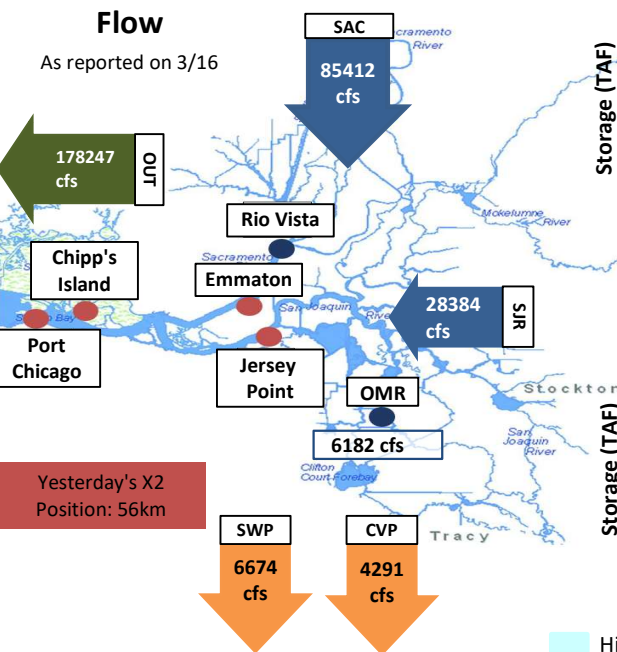 Flow
As reported on 3/16
SAC
cramento
River
85412
cfs
Storage (TAF)
178247
cfs
OUT
Mokelumne
River
Rio Vista
Chipp's
Island
Sacramento
Emmaton
San Joaquin
River
28384
cfs
SJR
Port
Chicago
Jersey
Point
OMR
Stockton
6182 cfs
San
Joaquin
River
Clifton
Court Forebay
Storage (TAF)
Yesterday's X2
Position: 56km
SWP
CVP
Tracy
6674
cfs
4291
cfs
Hi